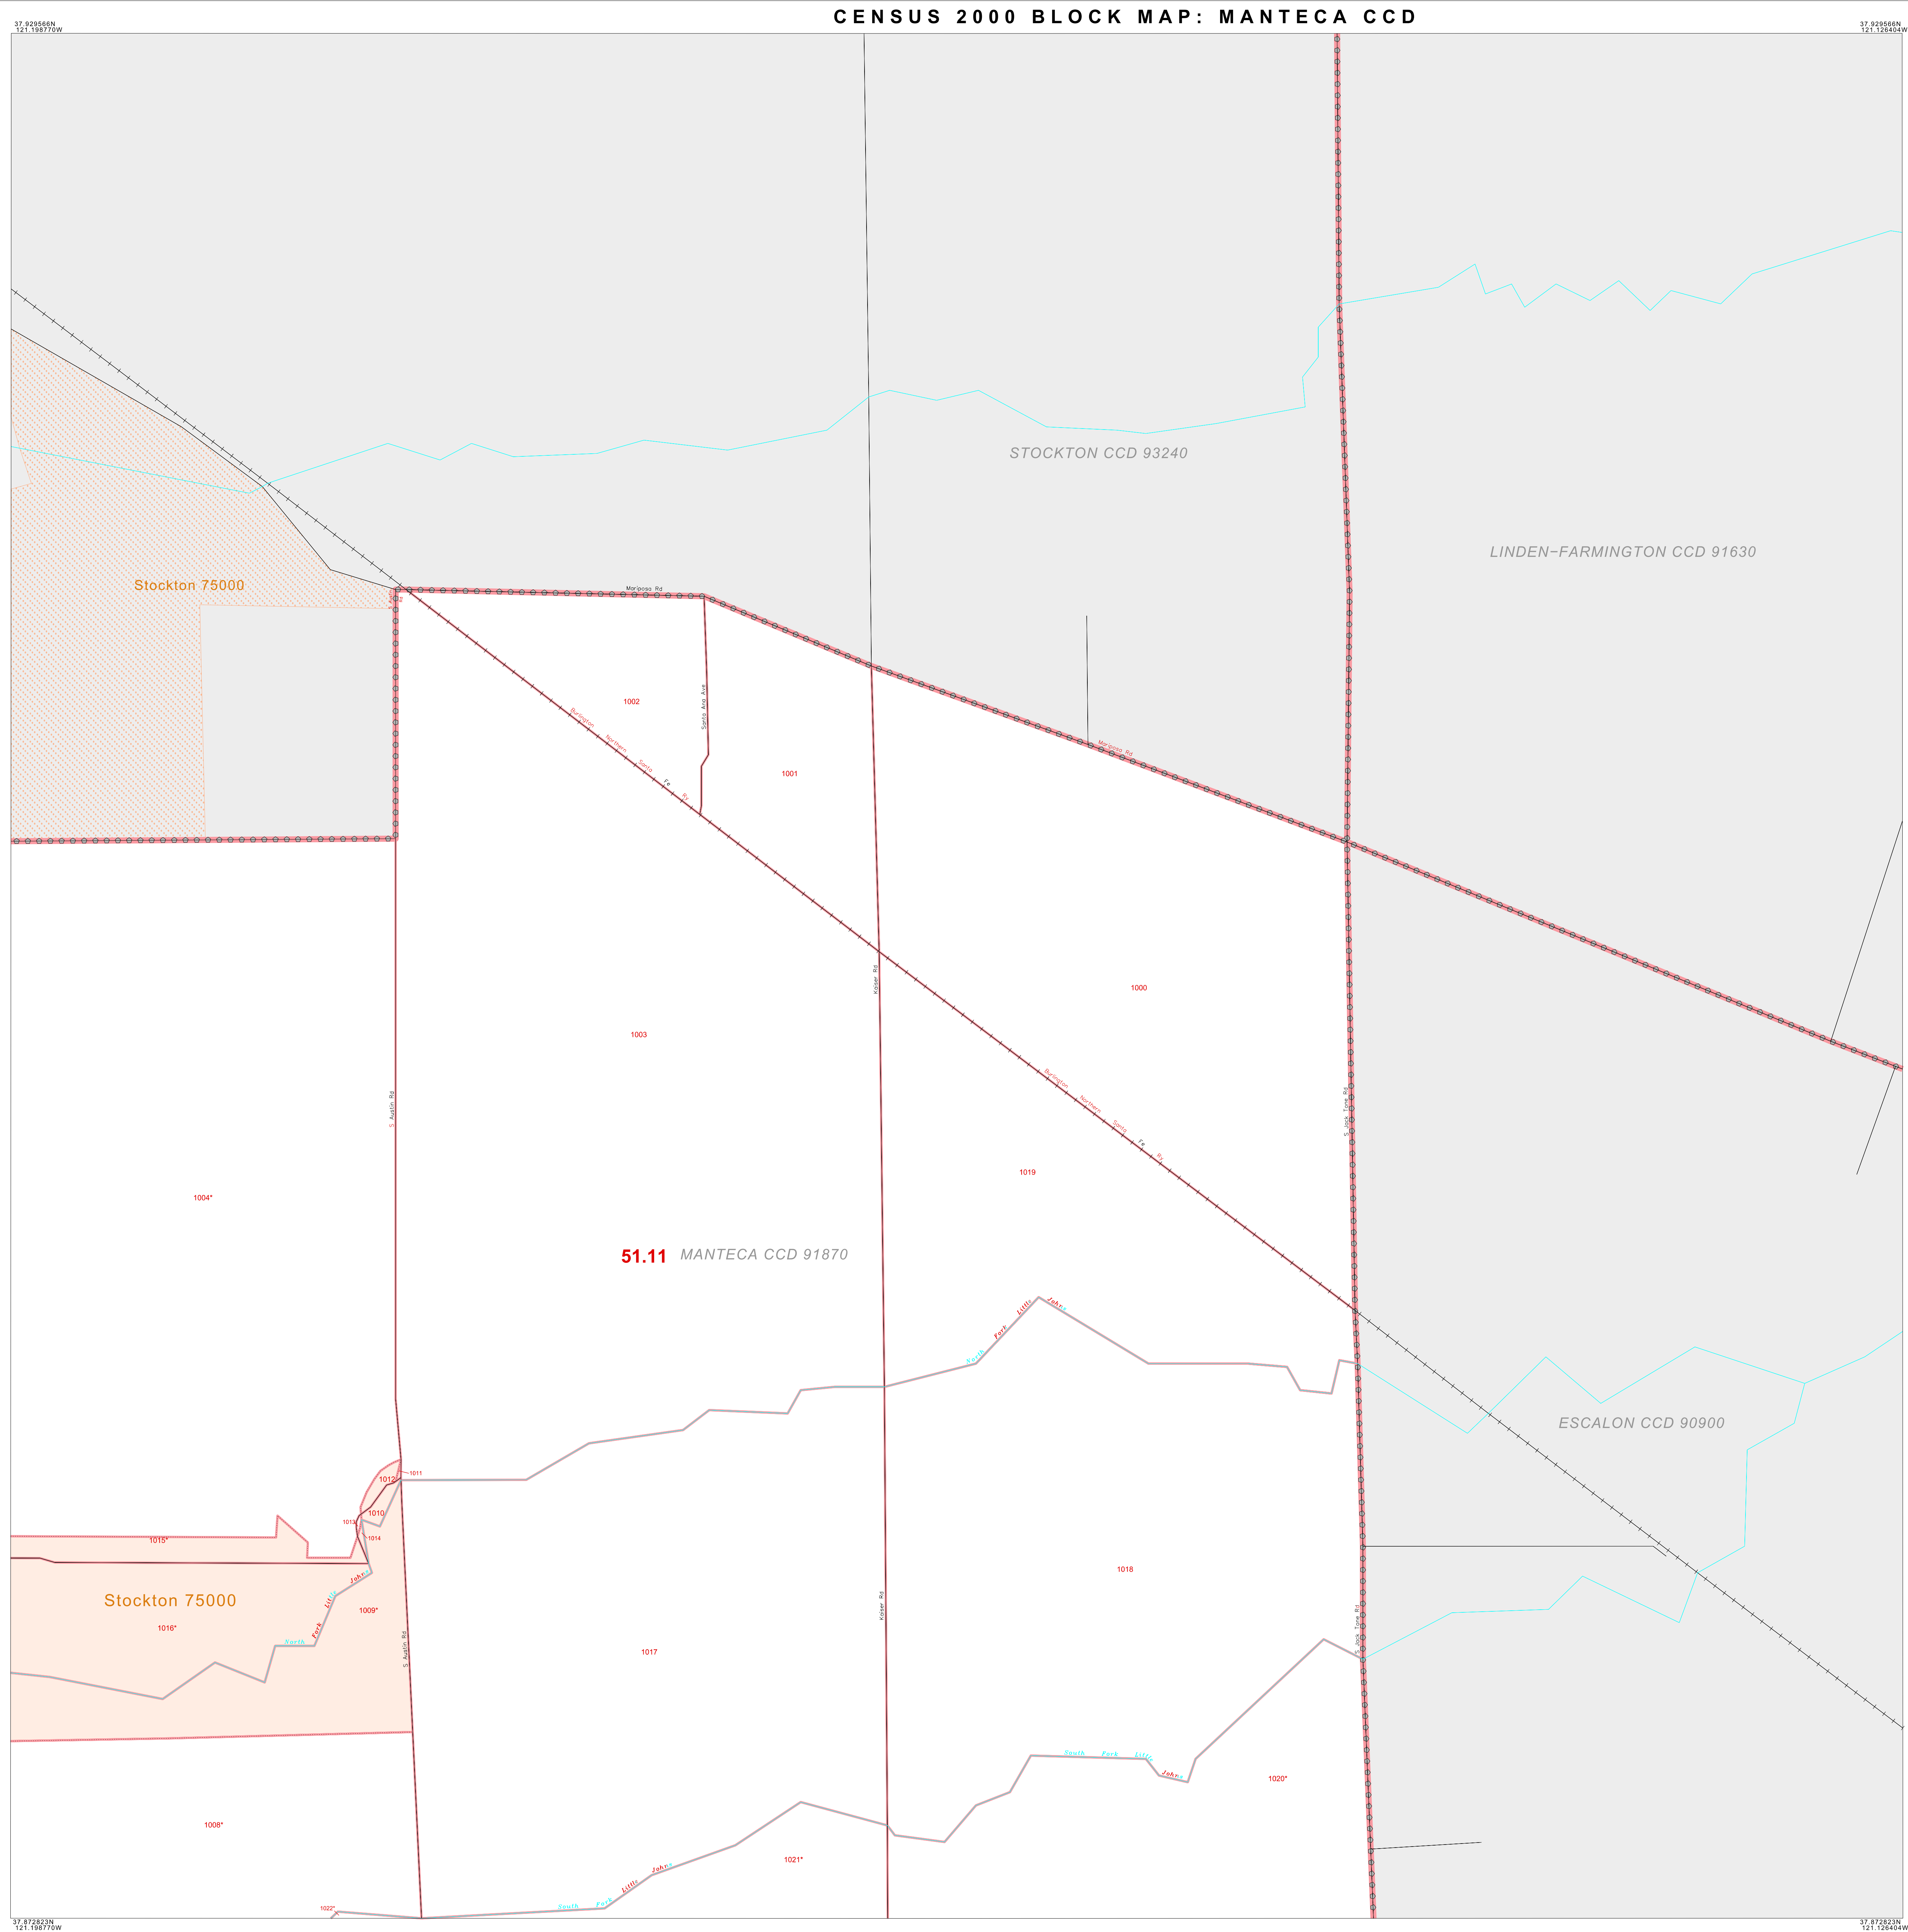 CENSUS 2000 BLOCK MAP: MANTECA CCD
37.929566N
121.198770W
37.929566N
121.126404W
STOCKTON CCD 93240
LINDEN-FARMINGTON CCD 91630
Stockton 75000
Mariposa Rd
1002
Santa Ana Ave
Burlington Northern Santa Fe Ry
1001
Mariposa Rd
Kaiser Rd
1000
1003
S Austin Rd
Burlington Northern Santa Fe Ry
S Jack Tone Rd
1019
1004*
51.11
MANTECA CCD 91870
North Fork Little Johns
ESCALON CCD 90900
1011
1012
1010
1013
1014
1015*
Stockton 75000
North Fork Little Johns
1009*
1016*
S Austin Rd
1017
Kaiser Rd
1018
S Jack Tone Rd
South Fork Little Johns
1020*
1008*
1021*
South Fork Little Johns
1022*
37.872823N
121.198770W
37.872823N
121.126404W